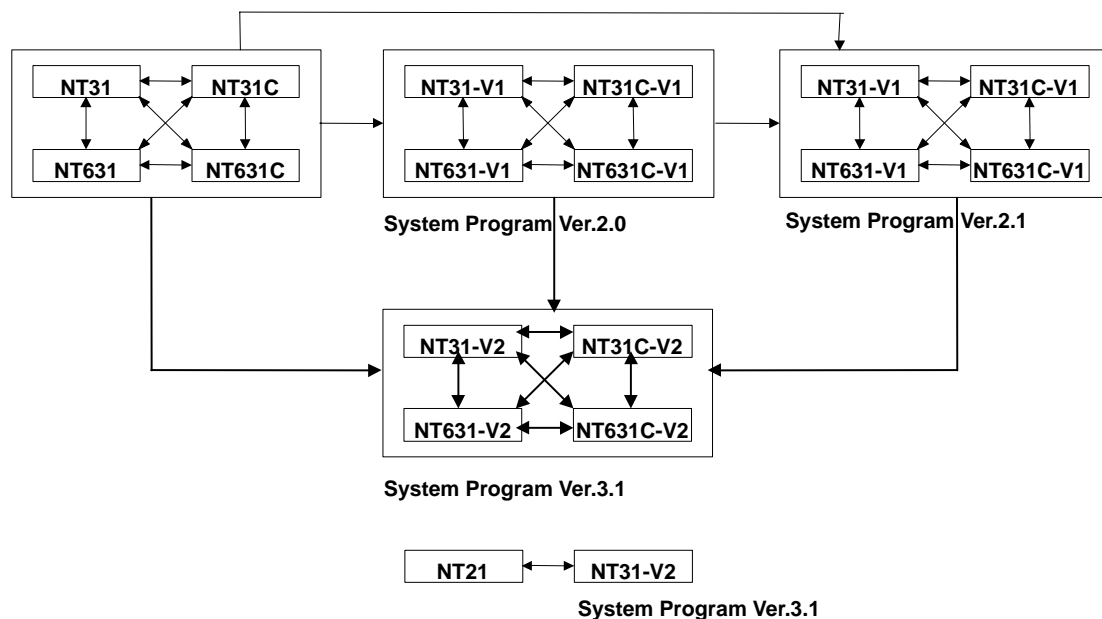 NT31 NT31C
NT631 NT631C
NT31-V1 NT31C-V1
NT631-V1 NT631C-V1
System Program Ver.2.0
NT31-V1 NT31C-V1
NT631-V1 NT631C-V1
System Program Ver.2.1
NT31-V2 NT31C-V2
NT631-V2 NT631C-V2
System Program Ver.3.1
NT21 NT31-V2
System Program Ver.3.1